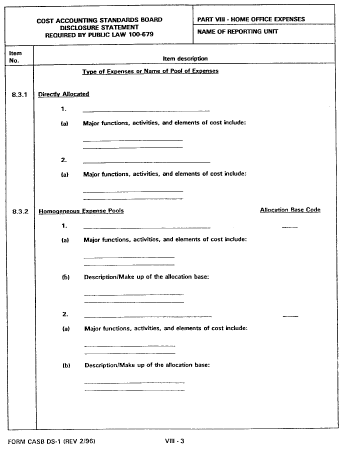 COST ACCOUNTING STANDARDS BOARD
DISCLOSURE STATEMENT
REQUIRED BY PUBLIC LAW 100-679
PART VIII - HOME OFFICE EXPENSES
NAME OF REPORTING UNIT
Item
No.
Item description
Type of Expenses or Name of Pool of Expenses
8.3.1 Directly Allocated
1.
(a) Major functions, activities, and elements of cost include:
2.
(a) Major functions, activities, and elements of cost include:
8.3.2 Homogeneous Expense Pools Allocation Base Code
1.
(a) Major functions, activities, and elements of cost include:
(b) Description/Make up of the allocation base:
2.
(a) Major functions, activities, and elements of cost include:
(b) Description/Make up of the allocation base:
FORM CASB DS-1 (REV 2/96) VIII - 3